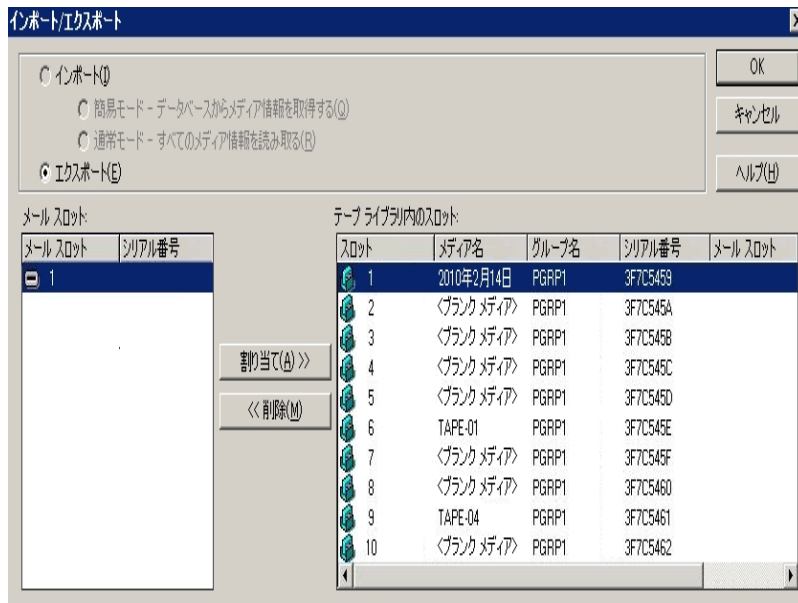 インポート/エクスポート
インポート(I)
簡易モード - データベースからメディア情報を取得する(Q)
通常モード - すべてのメディア情報を読み取る(R)
エクスポート(E)
OK
キャンセル
ヘルプ(H)
メール スロット:
メール スロット シリアル番号
1
割り当て(A) >>
<< 削除(M)
テープ ライブラリ内のスロット:
スロット メディア名 グループ名 シリアル番号 メール スロット
1 2010年2月14日 PGRP1 3F7C5459
2 <ブランク メディア> PGRP1 3F7C545A
3 <ブランク メディア> PGRP1 3F7C545B
4 <ブランク メディア> PGRP1 3F7C545C
5 <ブランク メディア> PGRP1 3F7C545D
6 TAPE-01 PGRP1 3F7C545E
7 <ブランク メディア> PGRP1 3F7C545F
8 <ブランク メディア> PGRP1 3F7C5460
9 TAPE-04 PGRP1 3F7C5461
10 <ブランク メディア> PGRP1 3F7C5462